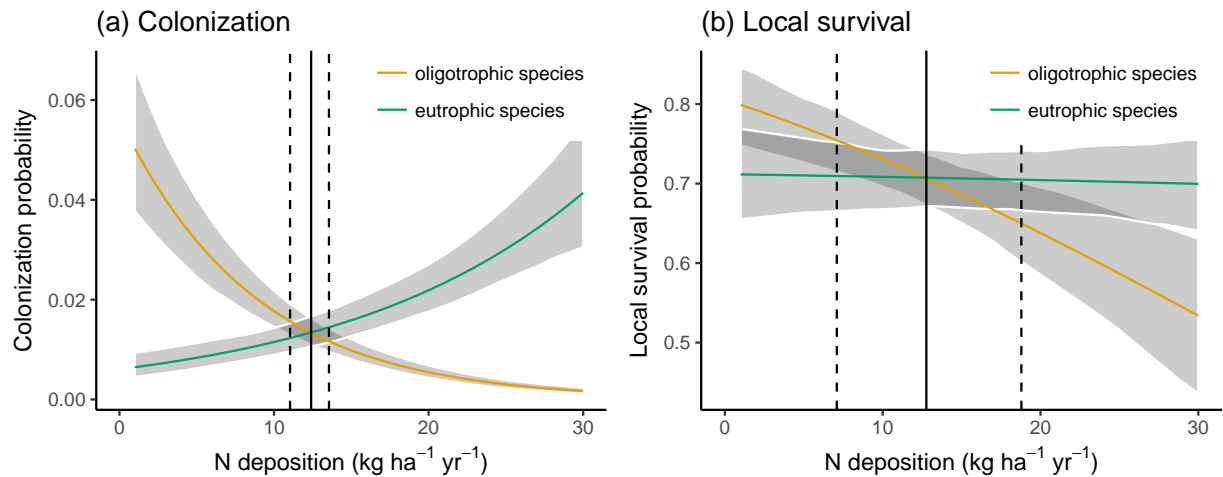 (a) Colonization
oligotrophic species
eutrophic species
Colonization probability
0.06
0.04
0.02
0.00
0
10
20
30
N deposition (kg ha⁻¹ yr⁻¹)
(b) Local survival
oligotrophic species
eutrophic species
Local survival probability
0.8
0.7
0.6
0.5
0
10
20
30
N deposition (kg ha⁻¹ yr⁻¹)